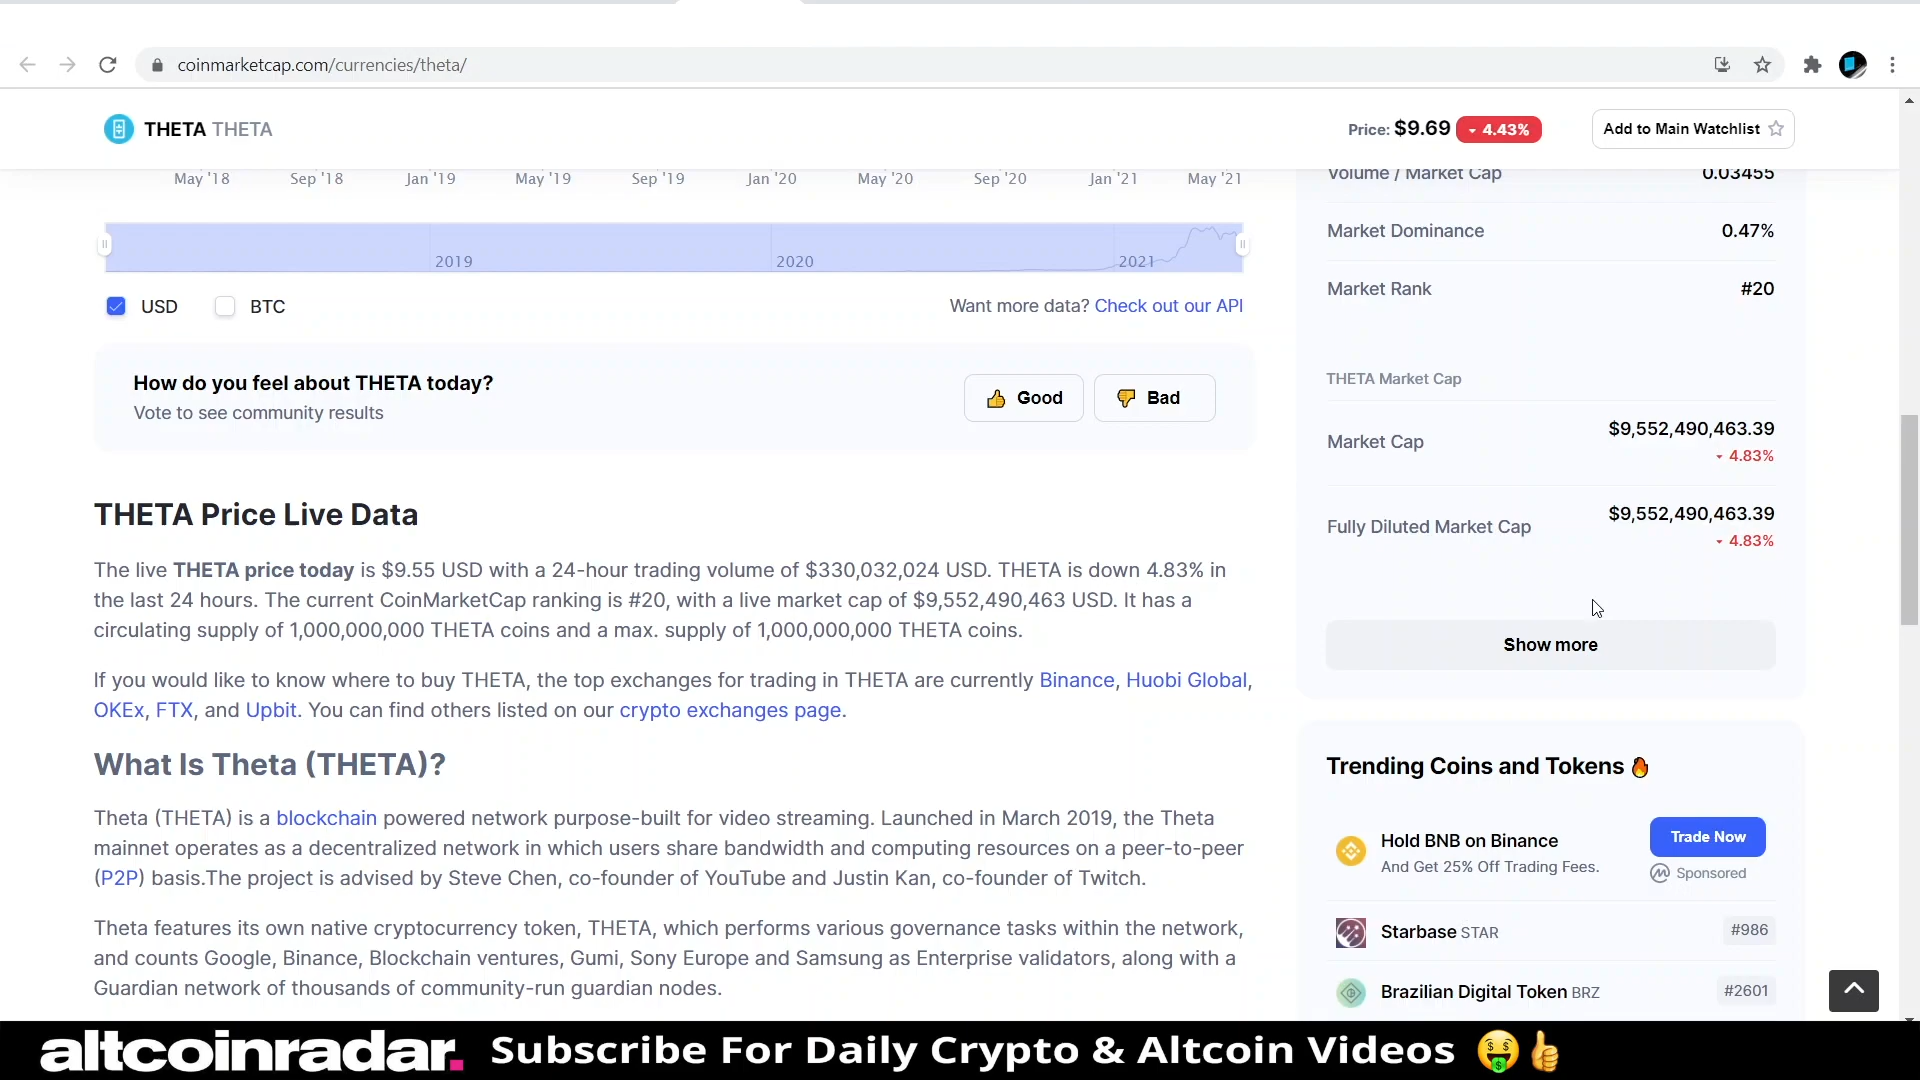 coinmarketcap.com/currencies/theta/
THETA THETA
Price: $9.69 4.43%
Add to Main Watchlist
May '18 Sep '18 Jan '19 May '19 Sep '19 Jan '20 May '20 Sep '20 Jan '21 May '21
2019 2020 2021
USD BTC
Want more data? Check out our API
How do you feel about THETA today?
Vote to see community results
Good Bad
THETA Price Live Data
The live THETA price today is $9.55 USD with a 24-hour trading volume of $330,032,024 USD. THETA is down 4.83% in
the last 24 hours. The current CoinMarketCap ranking is #20, with a live market cap of $9,552,490,463 USD. It has a
circulating supply of 1,000,000,000 THETA coins and a max. supply of 1,000,000,000 THETA coins.
If you would like to know where to buy THETA, the top exchanges for trading in THETA are currently Binance, Huobi Global,
OKEx, FTX, and Upbit. You can find others listed on our crypto exchanges page.
What Is Theta (THETA)?
Theta (THETA) is a blockchain powered network purpose-built for video streaming. Launched in March 2019, the Theta
mainnet operates as a decentralized network in which users share bandwidth and computing resources on a peer-to-peer
(P2P) basis.The project is advised by Steve Chen, co-founder of YouTube and Justin Kan, co-founder of Twitch.
Theta features its own native cryptocurrency token, THETA, which performs various governance tasks within the network,
and counts Google, Binance, Blockchain ventures, Gumi, Sony Europe and Samsung as Enterprise validators, along with a
Guardian network of thousands of community-run guardian nodes.
Volume / Market Cap 0.03455
Market Dominance 0.47%
Market Rank #20
THETA Market Cap
Market Cap $9,552,490,463.39
4.83%
Fully Diluted Market Cap $9,552,490,463.39
4.83%
Show more
Trending Coins and Tokens 🔥
Hold BNB on Binance
And Get 25% Off Trading Fees.
Trade Now
Sponsored
Starbase STAR #986
Brazilian Digital Token BRZ #2601
altcoinradar. Subscribe For Daily Crypto & Altcoin Videos 🤑👍